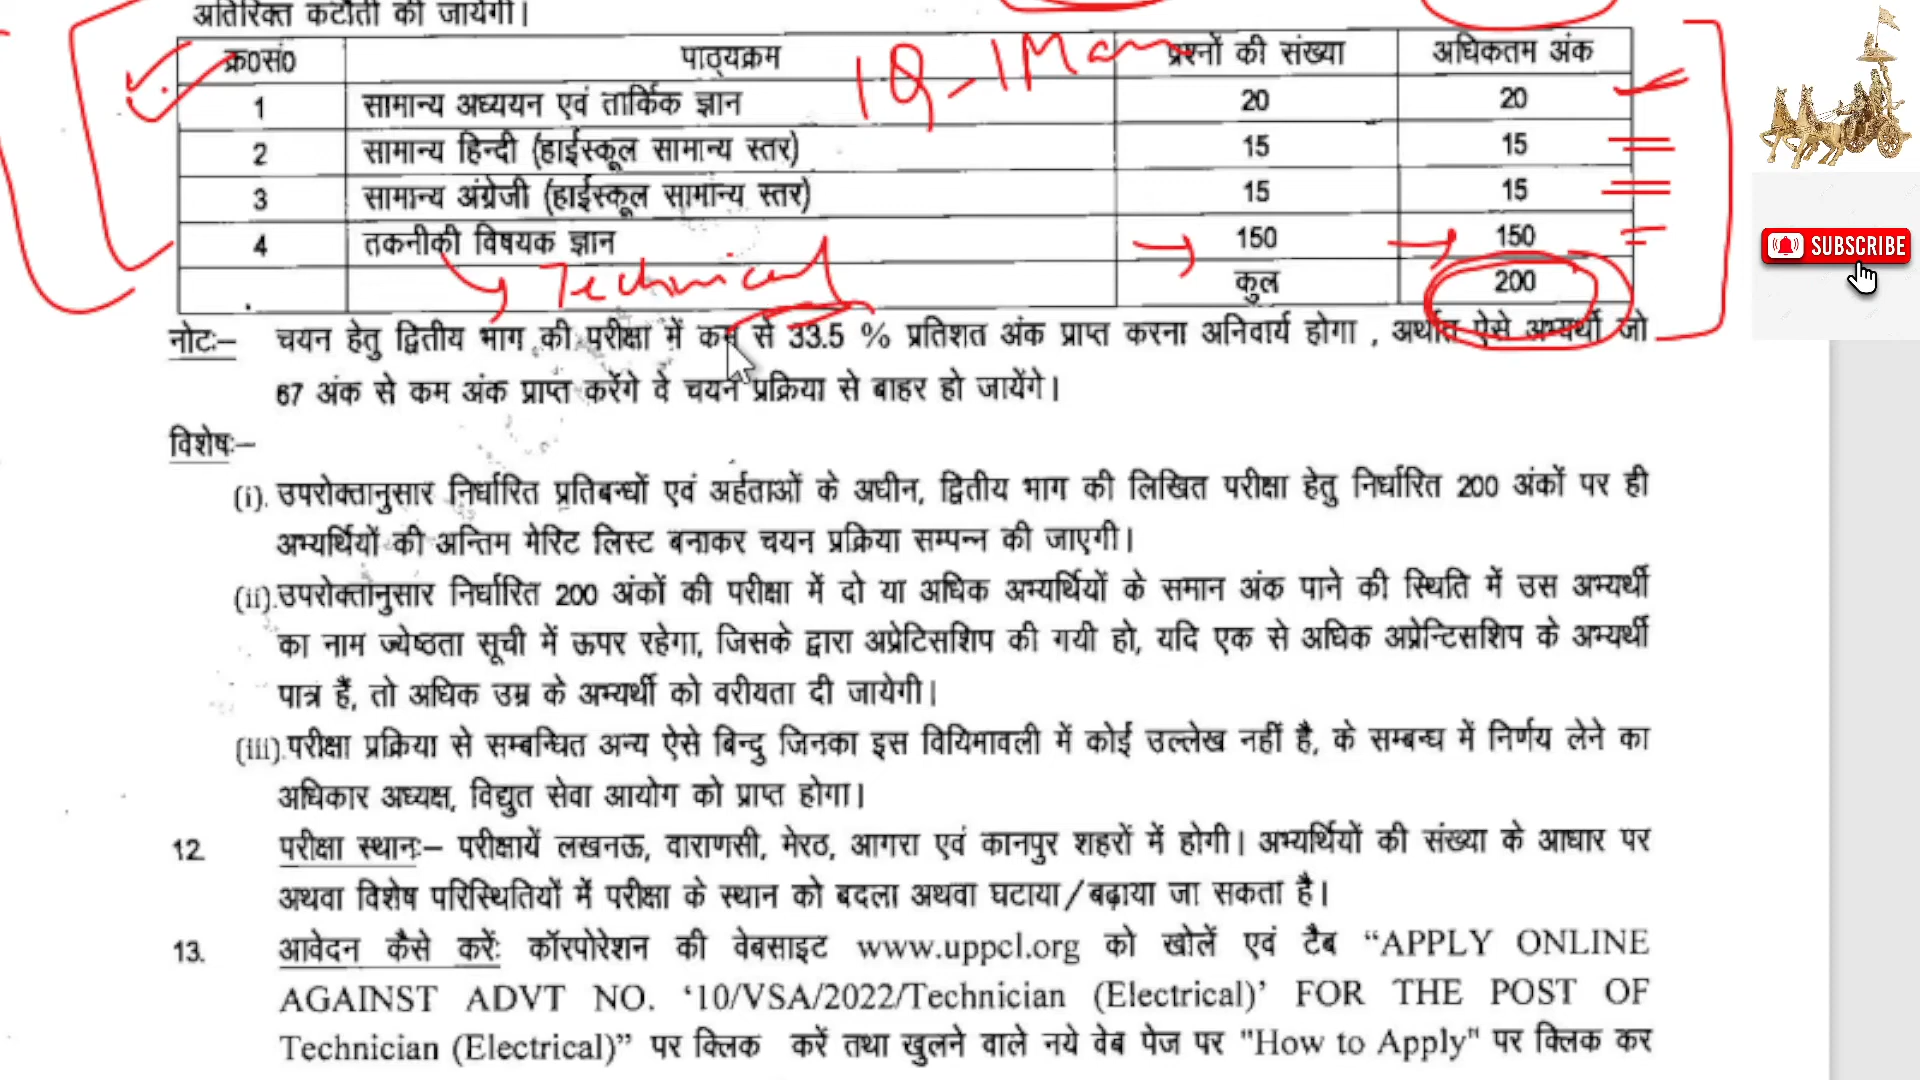 अतिरिक्त कटौती की जायेगी।
क्र0सं0 पाठ्यक्रम प्रश्नों की संख्या अधिकतम अंक
1Q-1Mar
1 सामान्य अध्ययन एवं तार्किक ज्ञान 20 20
2 सामान्य हिन्दी (हाईस्कूल सामान्य स्तर) 15 15
3 सामान्य अंग्रेजी (हाईस्कूल सामान्य स्तर) 15 15
4 तकनीकी विषयक ज्ञान 150 150
SUBSCRIBE
Technical
कुल 200
नोटः– चयन हेतु द्वितीय भाग की परीक्षा में कम से 33.5 % प्रतिशत अंक प्राप्त करना अनिवार्य होगा , अर्थात ऐसे अभ्यर्थी जो
67 अंक से कम अंक प्राप्त करेंगे वे चयन प्रक्रिया से बाहर हो जायेंगे।
विशेषः–
(i). उपरोक्तानुसार निर्धारित प्रतिबन्धों एवं अर्हताओं के अधीन, द्वितीय भाग की लिखित परीक्षा हेतु निर्धारित 200 अंकों पर ही
अभ्यर्थियों की अन्तिम मेरिट लिस्ट बनाकर चयन प्रक्रिया सम्पन्न की जाएगी।
(ii). उपरोक्तानुसार निर्धारित 200 अंकों की परीक्षा में दो या अधिक अभ्यर्थियों के समान अंक पाने की स्थिति में उस अभ्यर्थी
का नाम ज्येष्ठता सूची में ऊपर रहेगा, जिसके द्वारा अप्रेटिसशिप की गयी हो, यदि एक से अधिक अप्रेन्टिसशिप के अभ्यर्थी
पात्र हैं, तो अधिक उम्र के अभ्यर्थी को वरीयता दी जायेगी।
(iii). परीक्षा प्रक्रिया से सम्बन्धित अन्य ऐसे बिन्दु जिनका इस वियिमावली में कोई उल्लेख नहीं है, के सम्बन्ध में निर्णय लेने का
अधिकार अध्यक्ष, विद्युत सेवा आयोग को प्राप्त होगा।
12. परीक्षा स्थानः– परीक्षायें लखनऊ, वाराणसी, मेरठ, आगरा एवं कानपुर शहरों में होगी। अभ्यर्थियों की संख्या के आधार पर
अथवा विशेष परिस्थितियों में परीक्षा के स्थान को बदला अथवा घटाया/बढ़ाया जा सकता है।
13. आवेदन कैसे करेंः कॉरपोरेशन की वेबसाइट www.uppcl.org को खोलें एवं टैब “APPLY ONLINE
AGAINST ADVT NO. ‘10/VSA/2022/Technician (Electrical)’ FOR THE POST OF
Technician (Electrical)” पर क्लिक करें तथा खुलने वाले नये वेब पेज पर "How to Apply" पर क्लिक कर